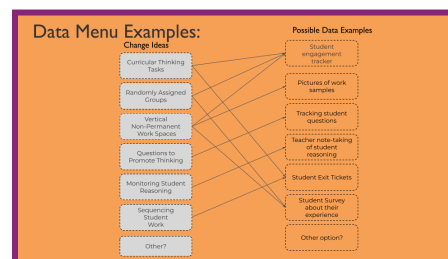 Data Menu Examples:
Change Ideas
Curricular Thinking
Tasks
Randomly Assigned
Groups
Vertical
Non-Permanent
Work Spaces
Questions to
Promote Thinking
Monitoring Student
Reasoning
Sequencing
Student
Work
Other?
Possible Data Examples
Student
engagement
tracker
Pictures of work
samples
Tracking student
questions
Teacher note-taking
of student
reasoning
Student Exit Tickets
Student Survey
about their
experience
Other option?